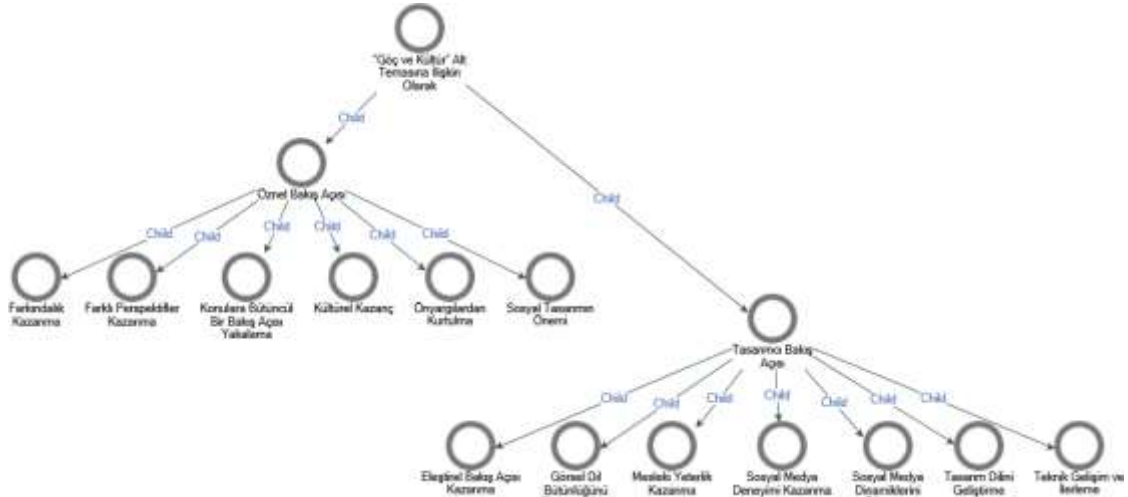 "Göç ve Kültür" Alt
Temasına İlişkin
Olarak
Child
Child
Öznel Bakış Açısı
Child
Child
Child
Child
Child
Child
Farkındalık
Kazanma
Farklı Perspektifler
Kazanma
Konulara Bütüncül
Bir Bakış Açısı
Yakalama
Kültürel Kazanç
Önyargılardan
Kurtulma
Sosyal Tasarımın
Önemi
Tasarımcı Bakış
Açısı
Child
Child
Child
Child
Child
Child
Child
Eleştirel Bakış Açısı
Kazanma
Görsel Dil
Bütünlüğünü
Mesleki Yeterlik
Kazanma
Sosyal Medya
Deneyimi Kazanma
Sosyal Medya
Dinamiklerini
Tasarım Dilini
Geliştirme
Teknik Gelişim ve
İlerleme